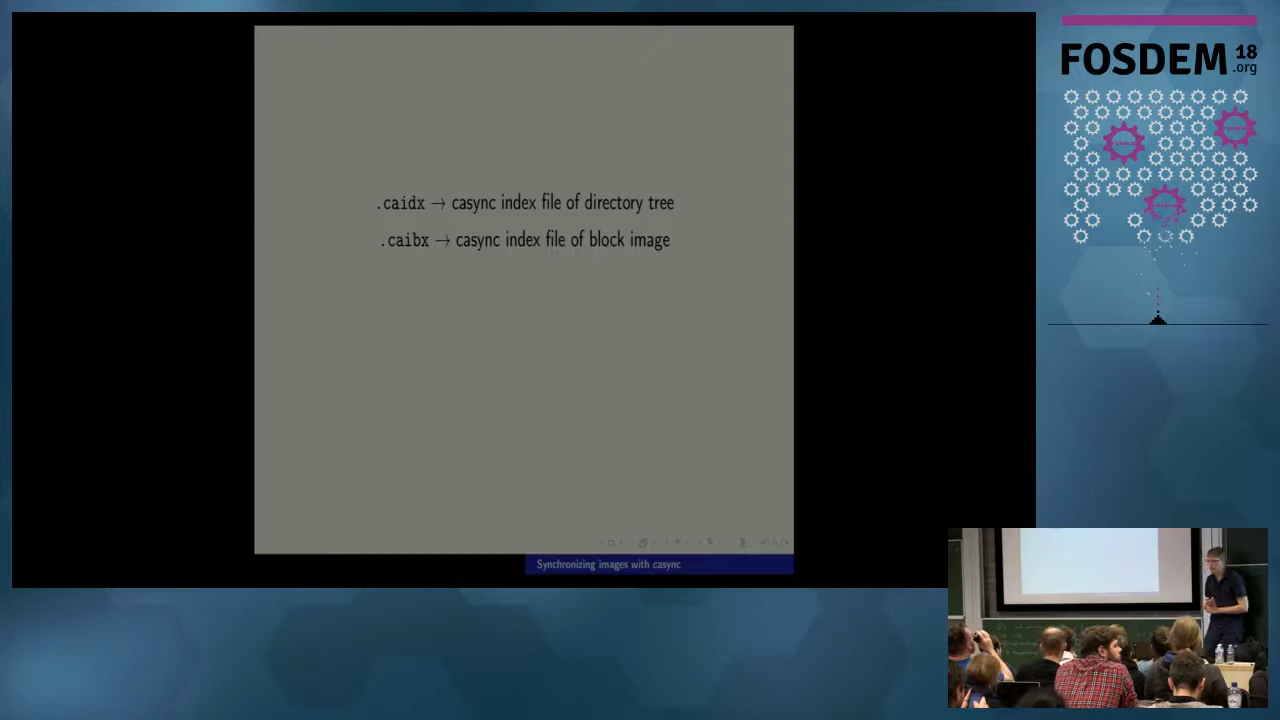 .caidx → casync index file of directory tree
.caibx → casync index file of block image
Synchronizing images with casync
FOSDEM 18
.org